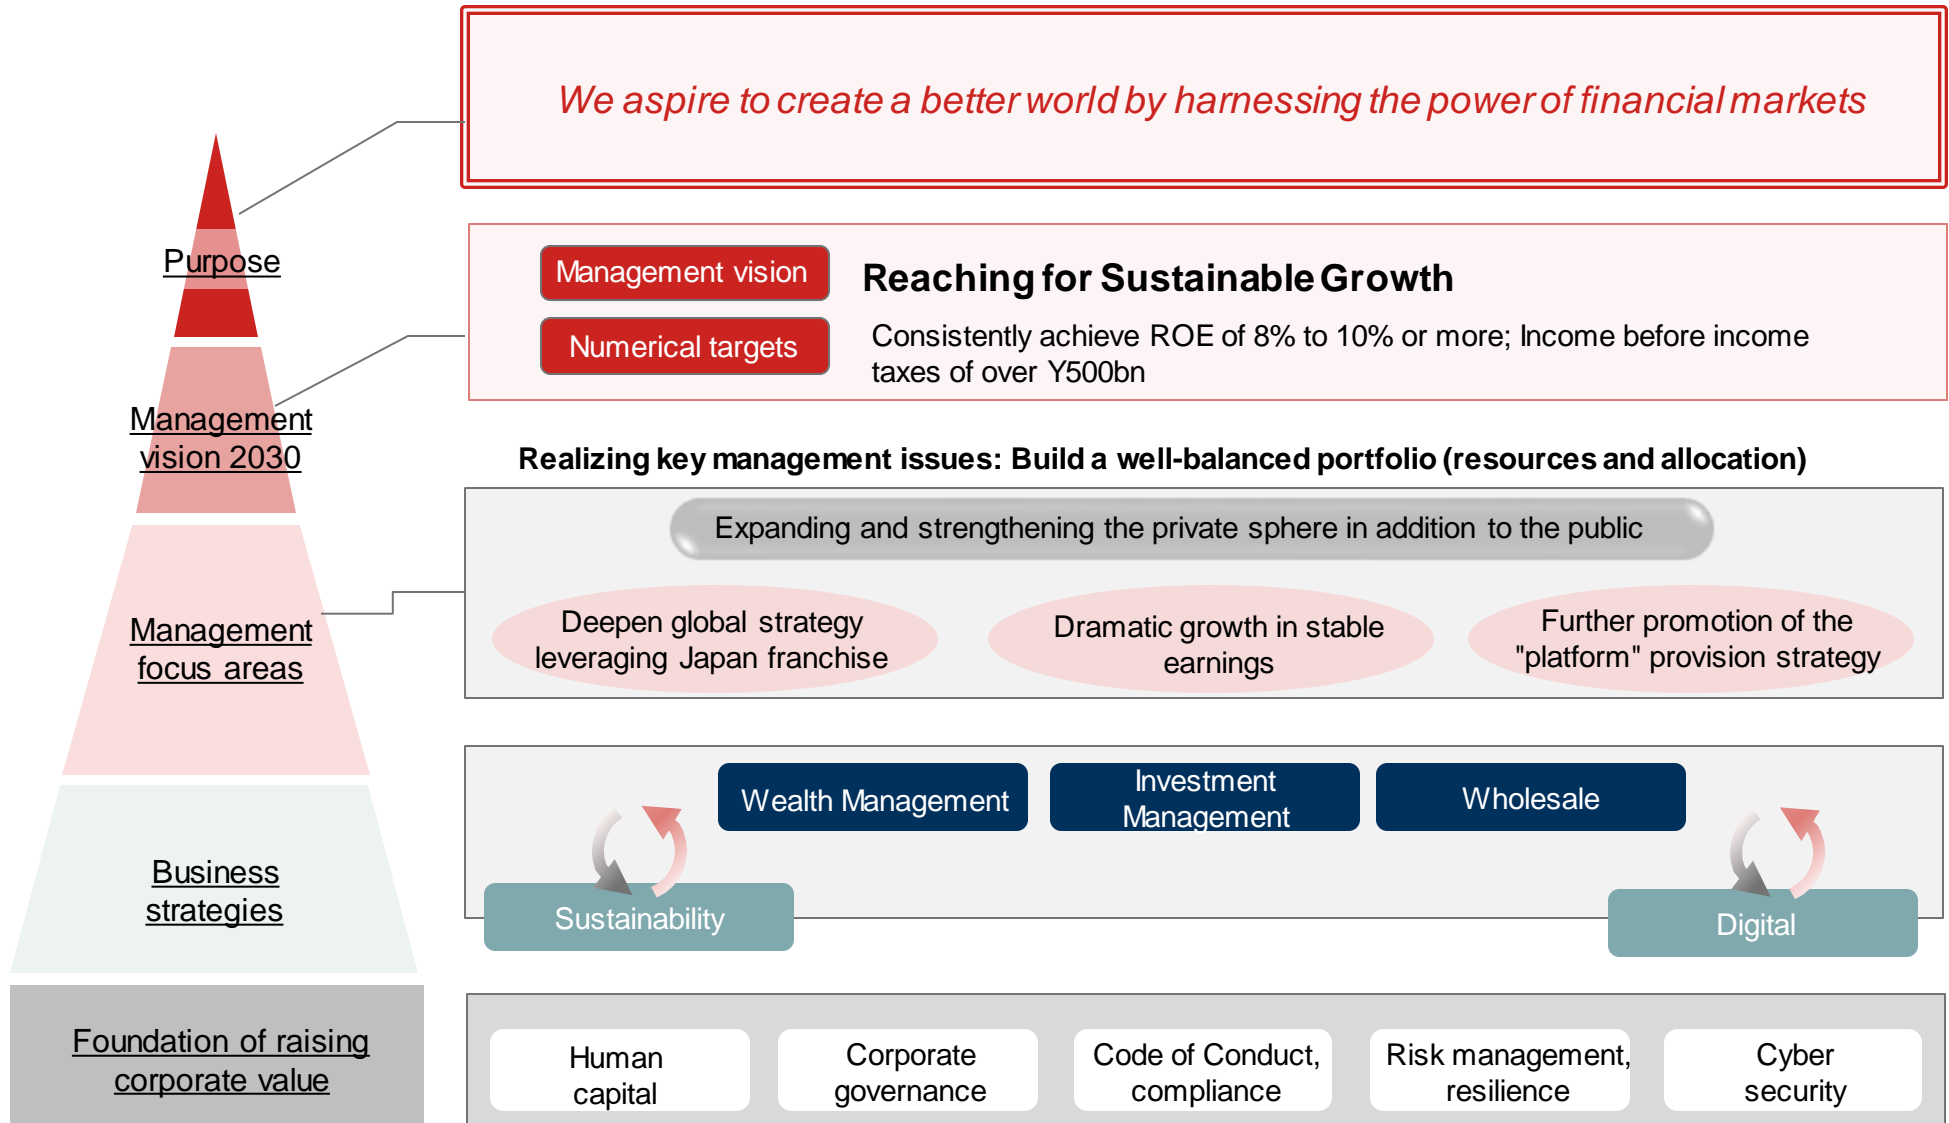 We aspire to create a better world by harnessing the power of financial markets
Purpose
Management vision
Reaching for Sustainable Growth
Numerical targets
Consistently achieve ROE of 8% to 10% or more; Income before income
taxes of over Y500bn
Management
vision 2030
Realizing key management issues: Build a well-balanced portfolio (resources and allocation)
Expanding and strengthening the private sphere in addition to the public
Management
focus areas
Deepen global strategy
leveraging Japan franchise
Dramatic growth in stable
earnings
Further promotion of the
"platform" provision strategy
Business
strategies
Wealth Management
Investment
Management
Wholesale
Sustainability
Digital
Foundation of raising
corporate value
Human
capital
Corporate
governance
Code of Conduct,
compliance
Risk management,
resilience
Cyber
security